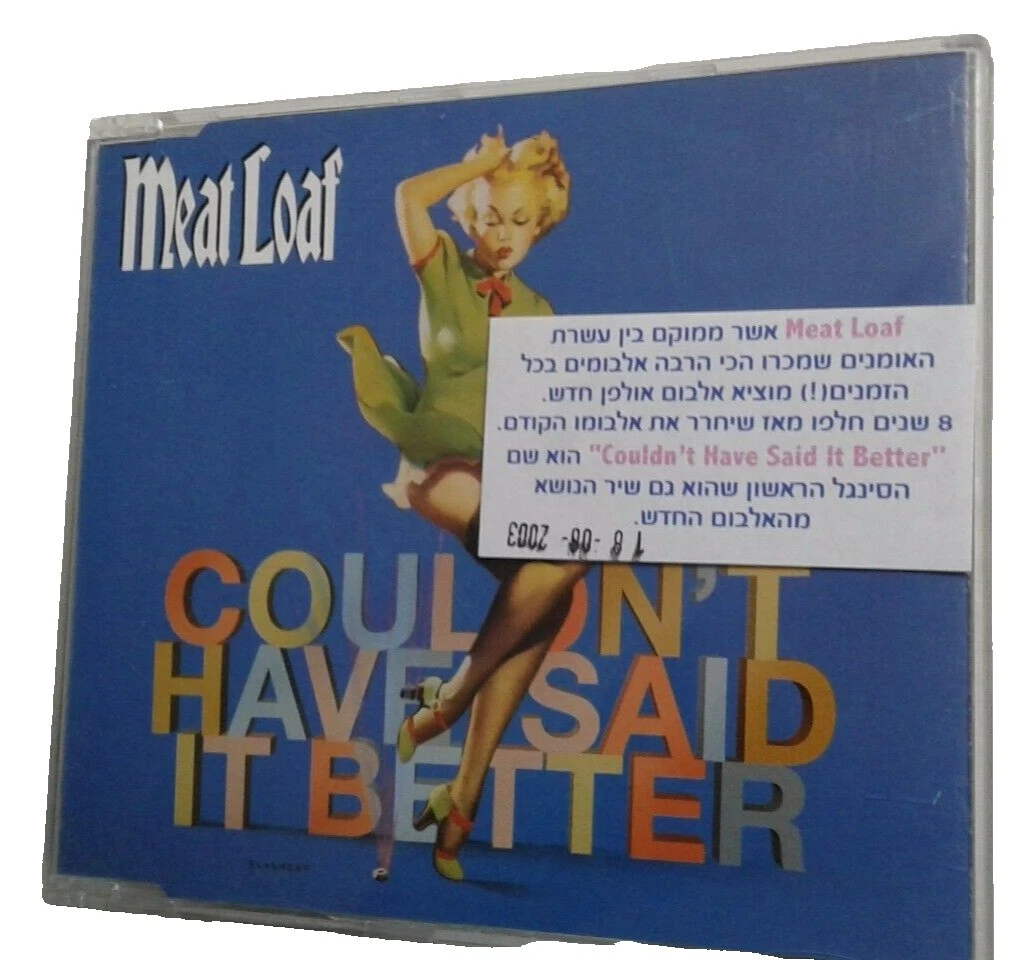 Meat Loaf
Meat Loaf אשר ממוקם בין עשרת
האומנים שמכרו הכי הרבה אלבומים בכל
הזמנים(!) מוציא אלבום אולפן חדש.
8 שנים חלפו מאז שיחרר את אלבומו הקודם.
"Couldn't Have Said It Better" הוא שם
הסינגל הראשון שהוא גם שיר הנושא
מהאלבום החדש.
18 -06- 2003
COULDN'T
HAVE SAID
IT BETTER